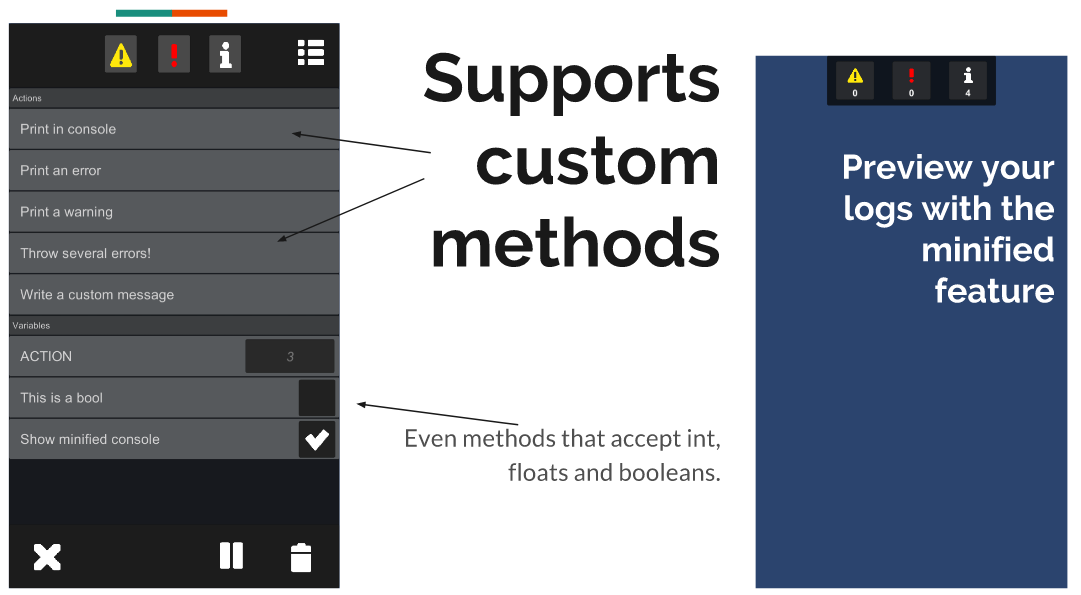 Actions
Print in console
Print an error
Print a warning
Throw several errors!
Write a custom message
Variables
ACTION
3
This is a bool
Show minified console
Supports
custom
methods
Even methods that accept int,
floats and booleans.
0
0
4
Preview your
logs with the
minified
feature